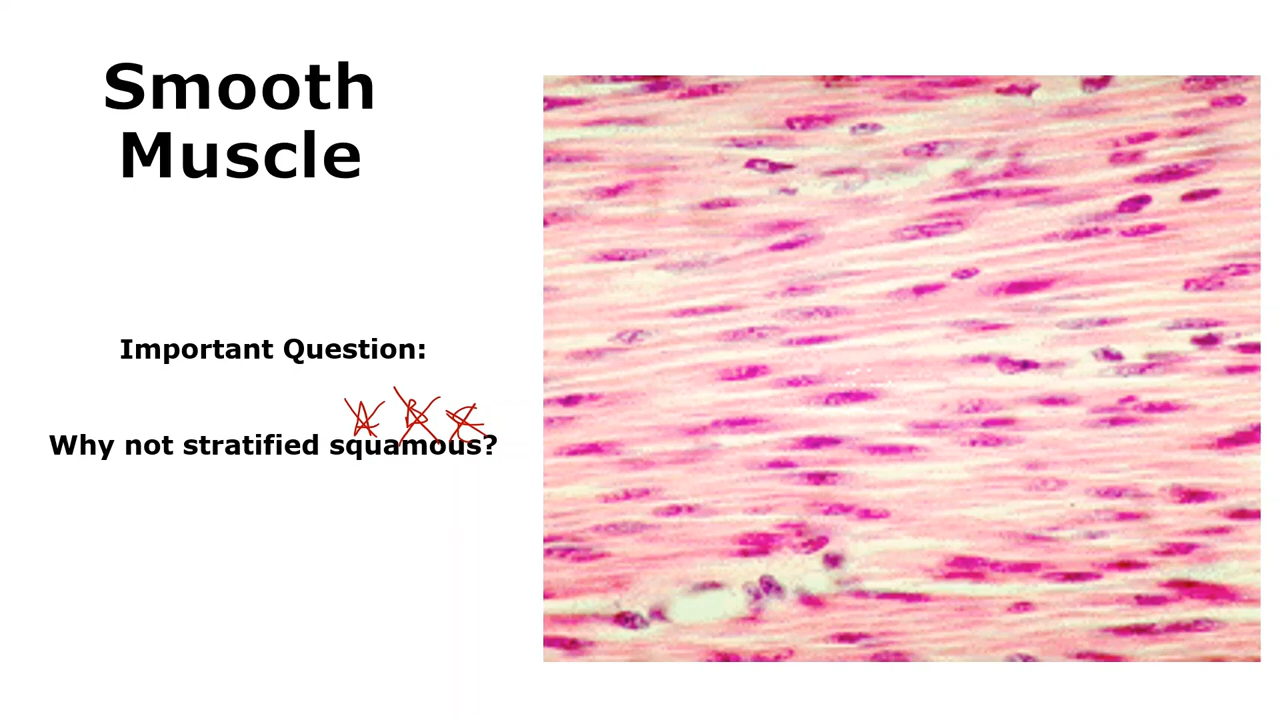 Smooth
Muscle
Important Question:
A B C
Why not stratified squamous?